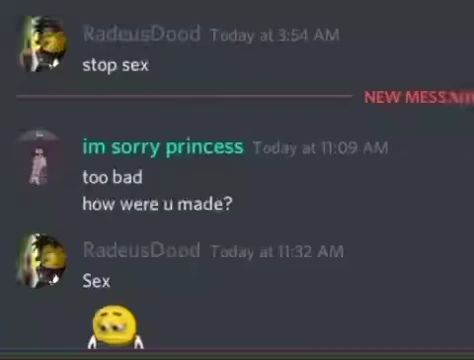 RadeusDood Today at 3:54 AM
stop sex
NEW MESSA
im sorry princess Today at 11:09 AM
too bad
how were u made?
RadeusDood Today at 11:32 AM
Sex